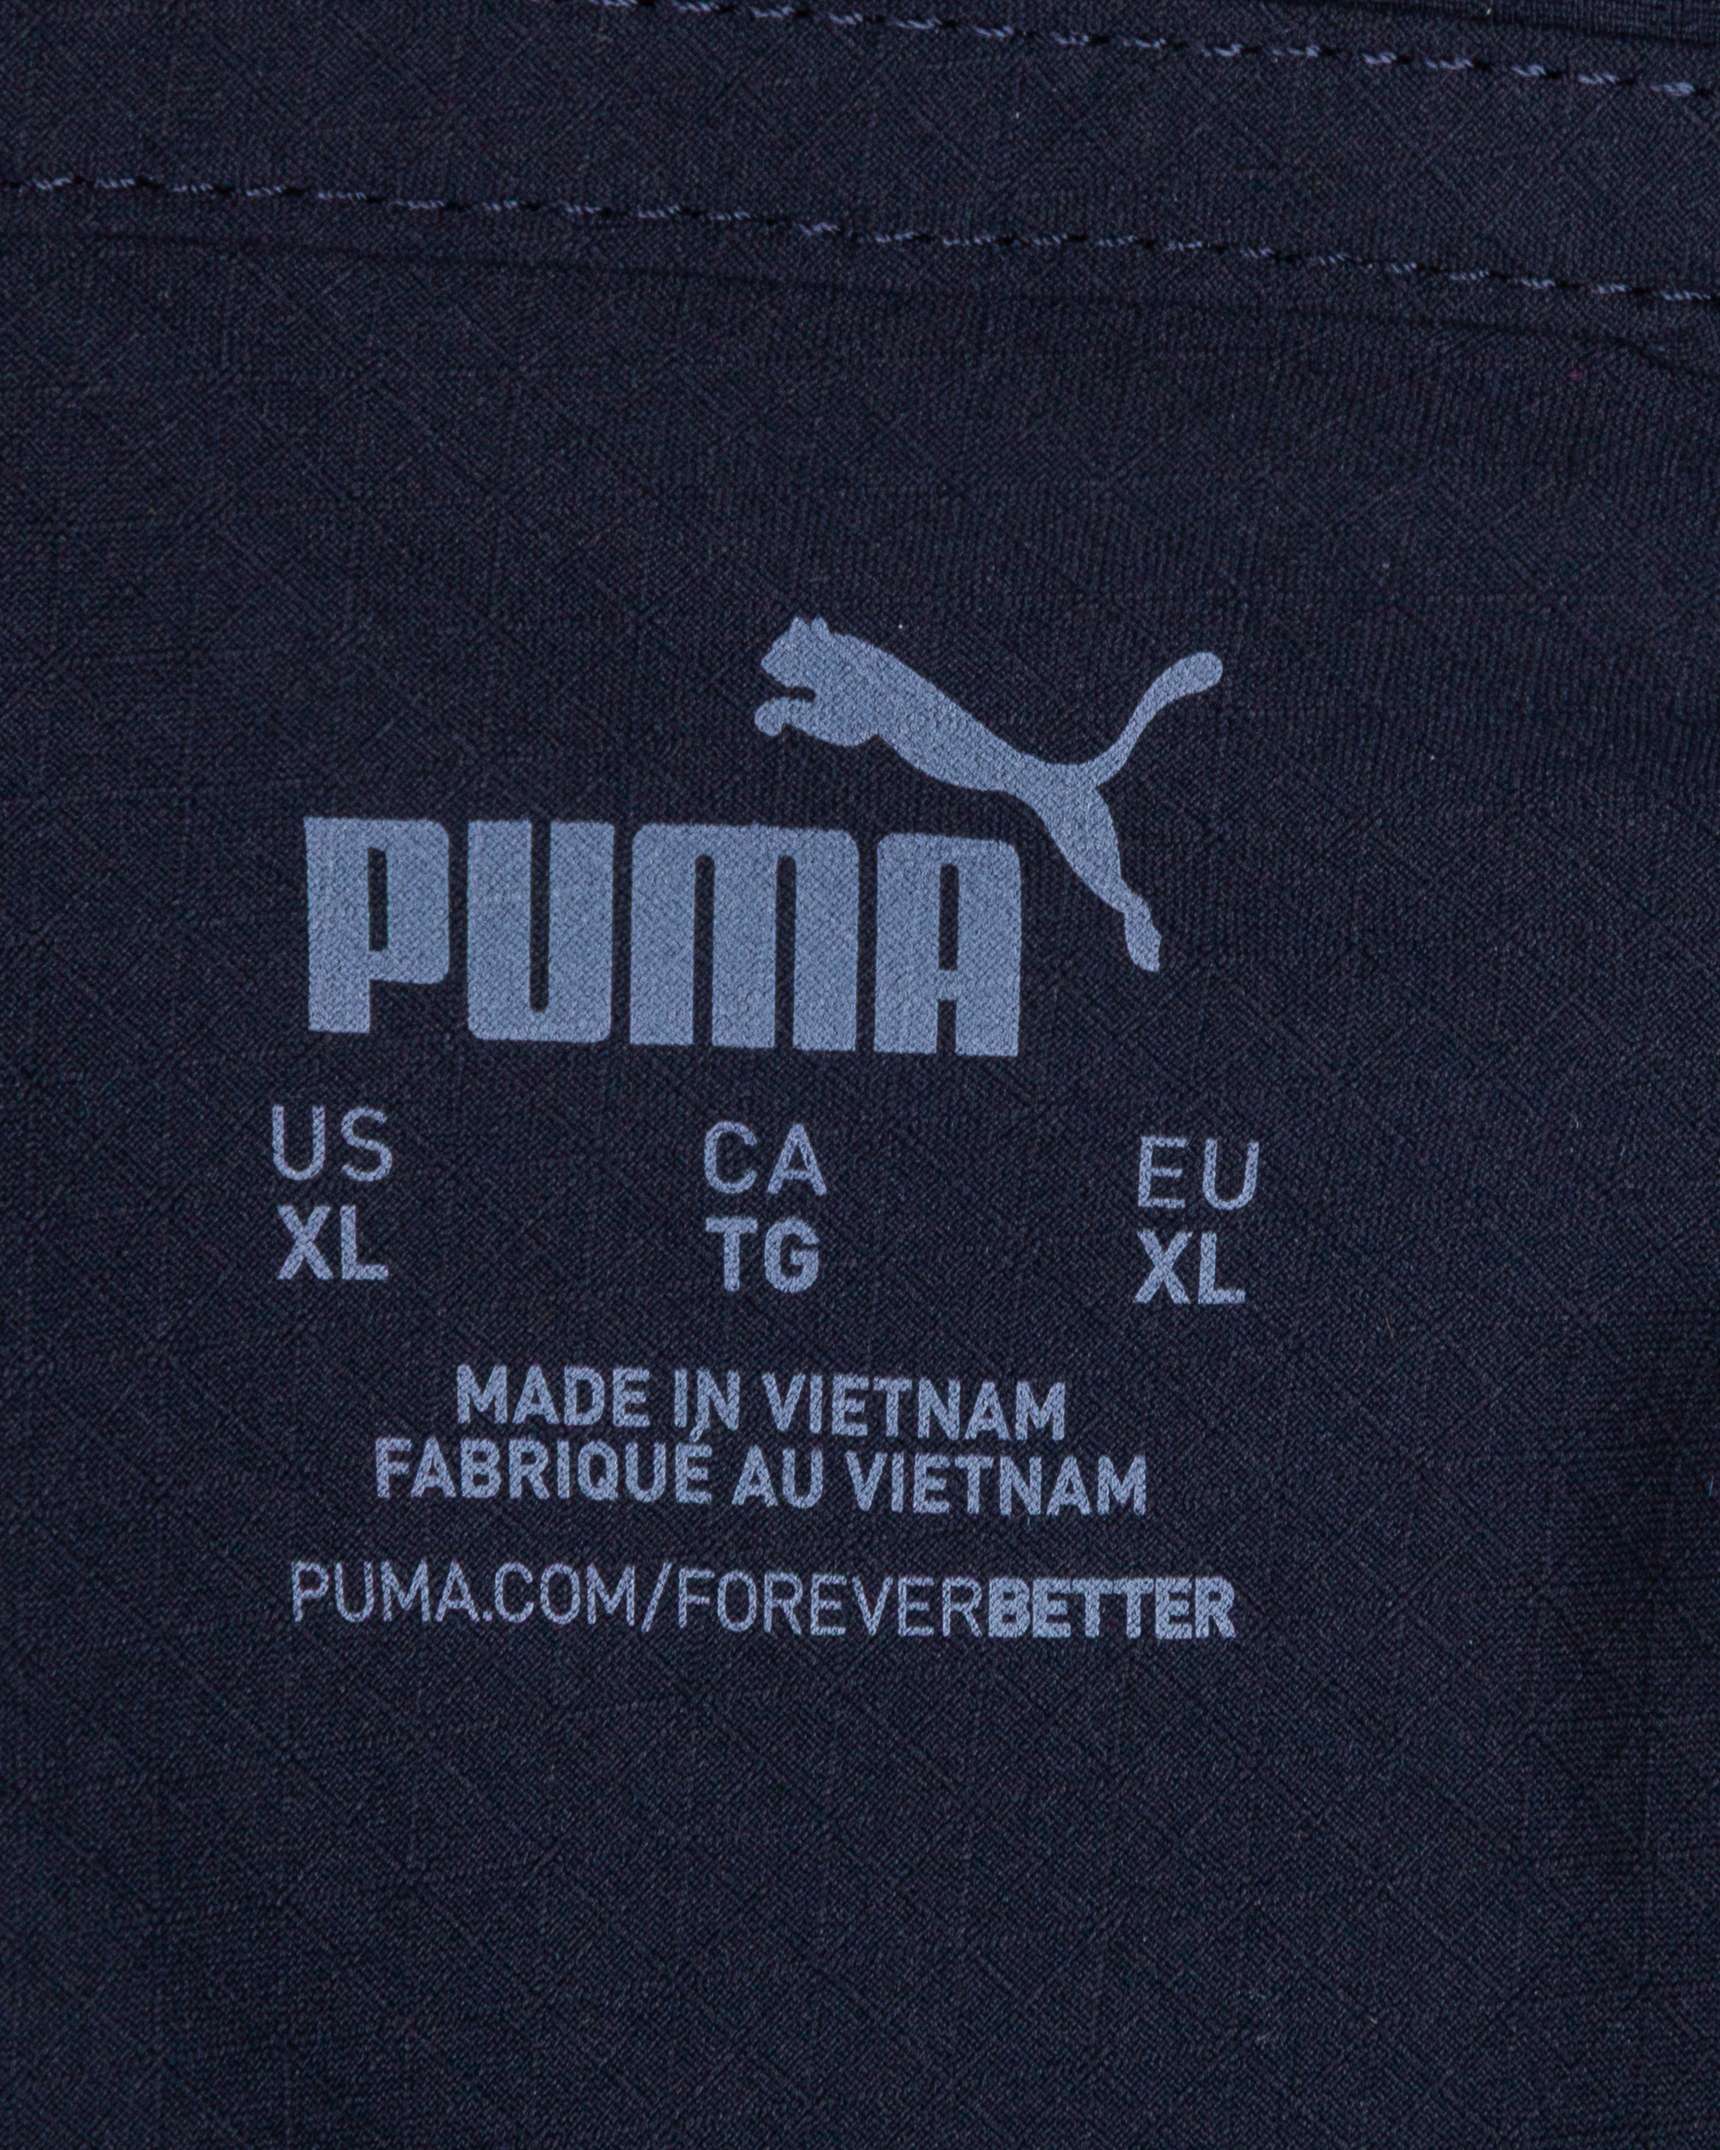 PUMA
US CA EU
XL TG XL
MADE IN VIETNAM
FABRIQUÉ AU VIETNAM
PUMA.COM/FOREVERBETTER